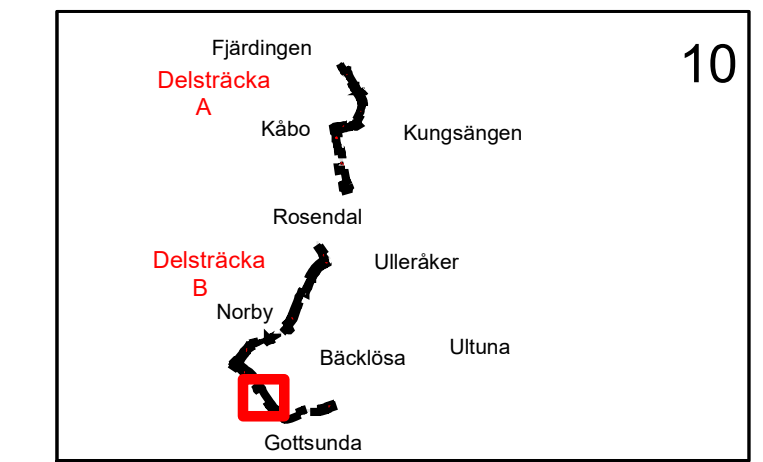 Fjärdingen
10
Delsträcka
A
Kåbo
Kungsängen
Rosendal
Delsträcka
B
Ulleråker
Norby
Ultuna
Bäcklösa
Gottsunda